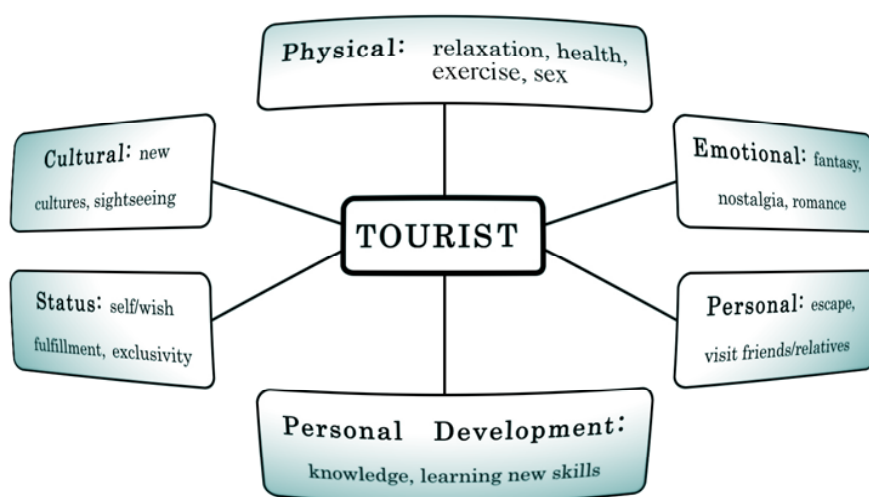 Physical: relaxation, health,
exercise, sex
Cultural: new
cultures, sightseeing
Emotional: fantasy,
nostalgia, romance
TOURIST
Status: self/wish
fulfillment, exclusivity
Personal: escape,
visit friends/relatives
Personal Development:
knowledge, learning new skills